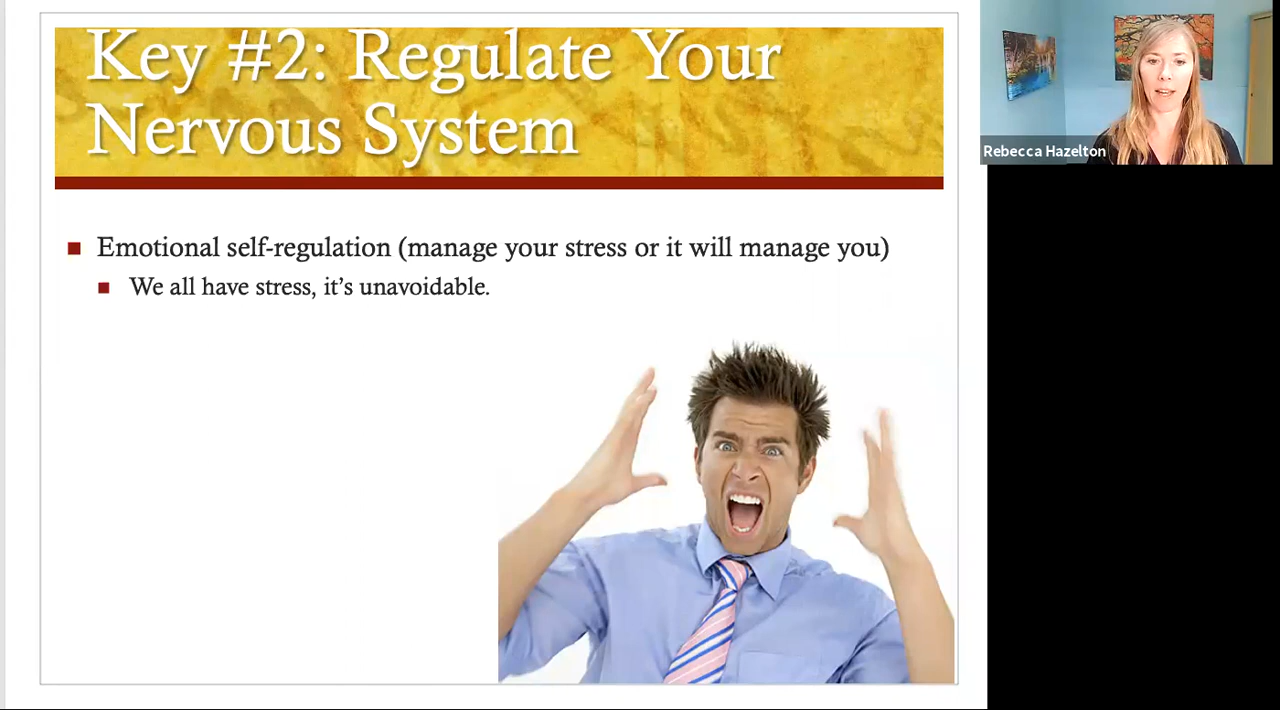 Key #2: Regulate Your
Nervous System
Emotional self-regulation (manage your stress or it will manage you)
We all have stress, it’s unavoidable.
Rebecca Hazelton